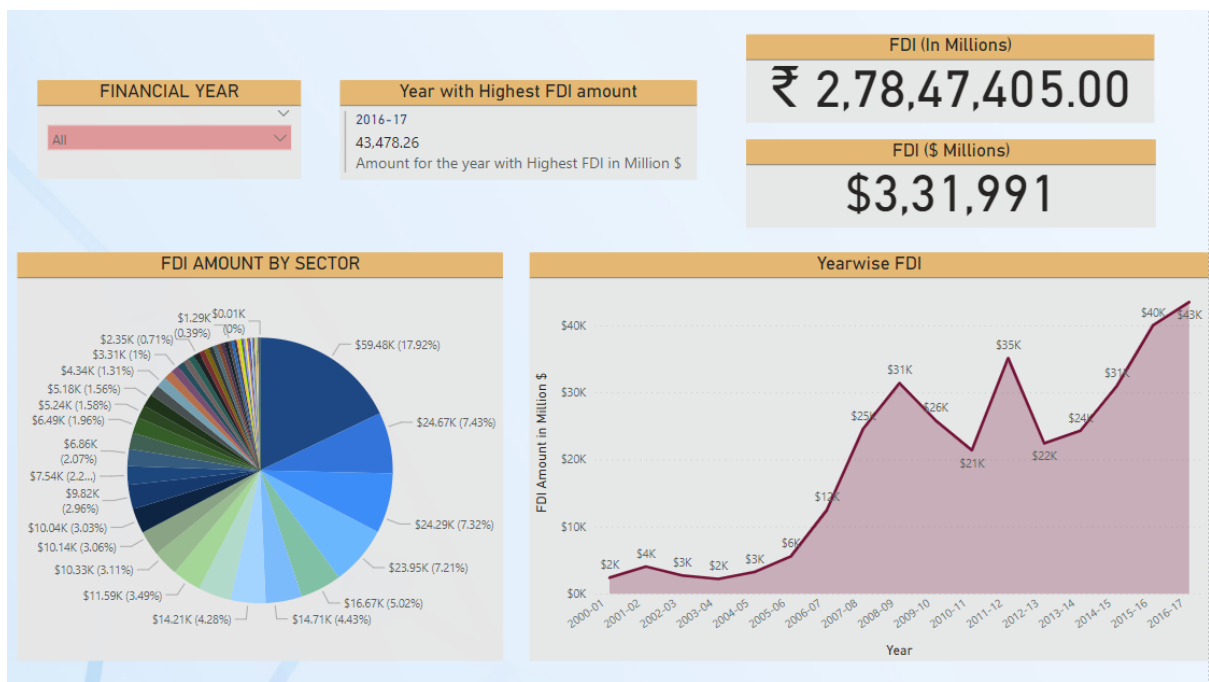 FINANCIAL YEAR
All
Year with Highest FDI amount
2016-17
43,478.26
Amount for the year with Highest FDI in Million $
FDI (In Millions)
₹ 2,78,47,405.00
FDI ($ Millions)
$3,31,991
FDI AMOUNT BY SECTOR
$59.48K (17.92%)
$24.67K (7.43%)
$24.29K (7.32%)
$23.95K (7.21%)
$16.67K (5.02%)
$14.71K (4.43%)
$14.21K (4.28%)
$11.59K (3.49%)
$10.33K (3.11%)
$10.14K (3.06%)
$10.04K (3.03%)
$9.82K
(2.96%)
$7.54K (2.2...)
$6.86K
(2.07%)
$6.49K (1.96%)
$5.24K (1.58%)
$5.18K (1.56%)
$4.34K (1.31%)
$3.31K (1%)
$2.35K (0.71%)
$1.29K
(0.39%)
$0.01K
(0%)
Yearwise FDI
FDI Amount in Million $
$40K
$30K
$20K
$10K
$0K
$2K
$4K
$3K
$2K
$3K
$6K
$12K
$25K
$31K
$26K
$21K
$35K
$22K
$24K
$31K
$40K
$43K
2000-01
2001-02
2002-03
2003-04
2004-05
2005-06
2006-07
2007-08
2008-09
2009-10
2010-11
2011-12
2012-13
2013-14
2014-15
2015-16
2016-17
Year